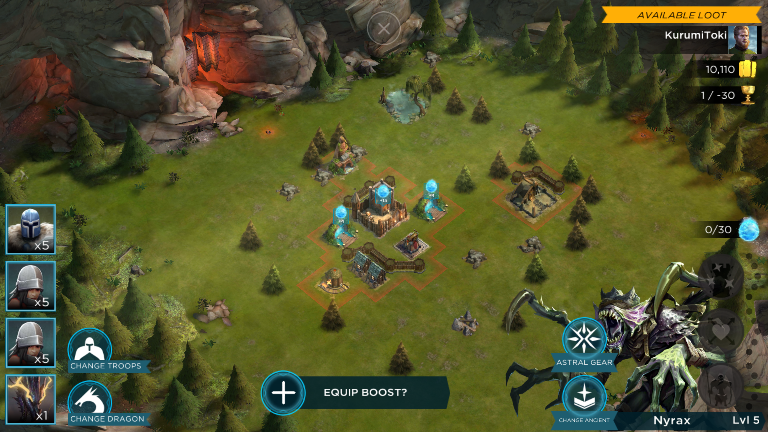 AVAILABLE LOOT
KurumiToki
10,110
1 / -30
0/30
x5
x5
x5
x1
CHANGE TROOPS
CHANGE DRAGON
EQUIP BOOST?
ASTRAL GEAR
CHANGE ANCIENT
Nyrax
Lvl 5